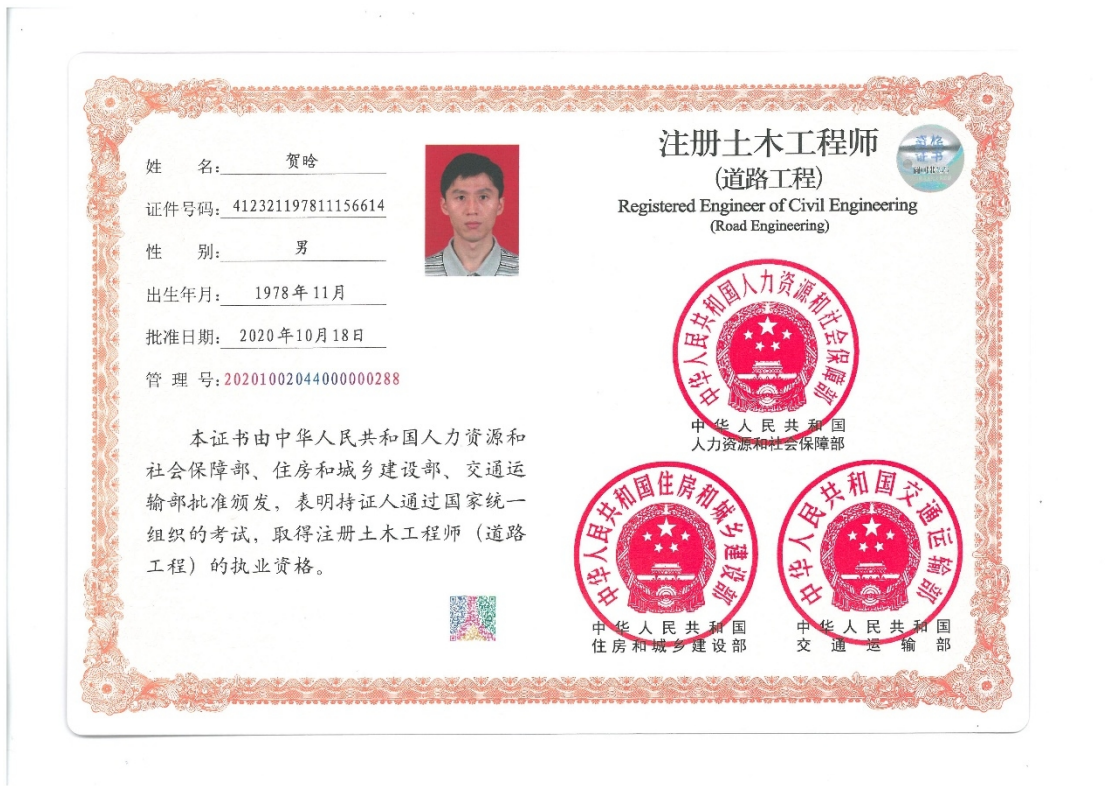 姓名：贺晗
证件号码：412321197811156614
性别：男
出生年月：1978年11月
批准日期：2020年10月18日
管理号：20201002044000000288
本证书由中华人民共和国人力资源和
社会保障部、住房和城乡建设部、交通运
输部批准颁发，表明持证人通过国家统一
组织的考试，取得注册土木工程师（道路
工程）的执业资格。
注册土木工程师
(道路工程)
Registered Engineer of Civil Engineering
(Road Engineering)
资格
证书
中华人民共和国人力资源和社会保障部
中华人民共和国
人力资源和社会保障部
中华人民共和国住房和城乡建设部
中华人民共和国
住房和城乡建设部
中华人民共和国交通运输部
中华人民共和国
交通运输部